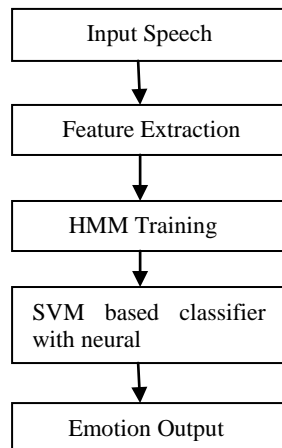 Input Speech
Feature Extraction
HMM Training
SVM based classifier
with neural
Emotion Output